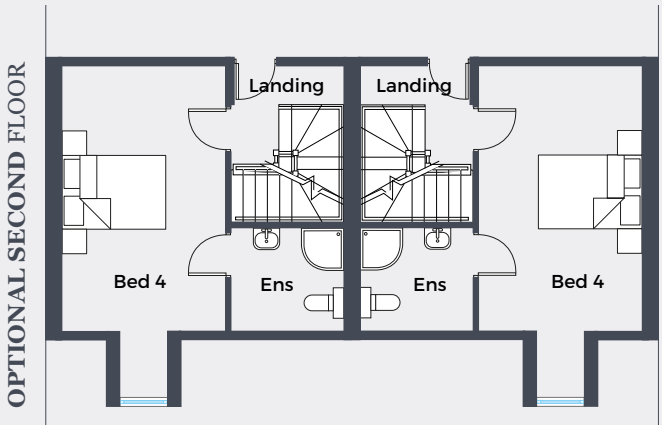 OPTIONAL SECOND FLOOR
Landing
Landing
Bed 4
Ens
Ens
Bed 4